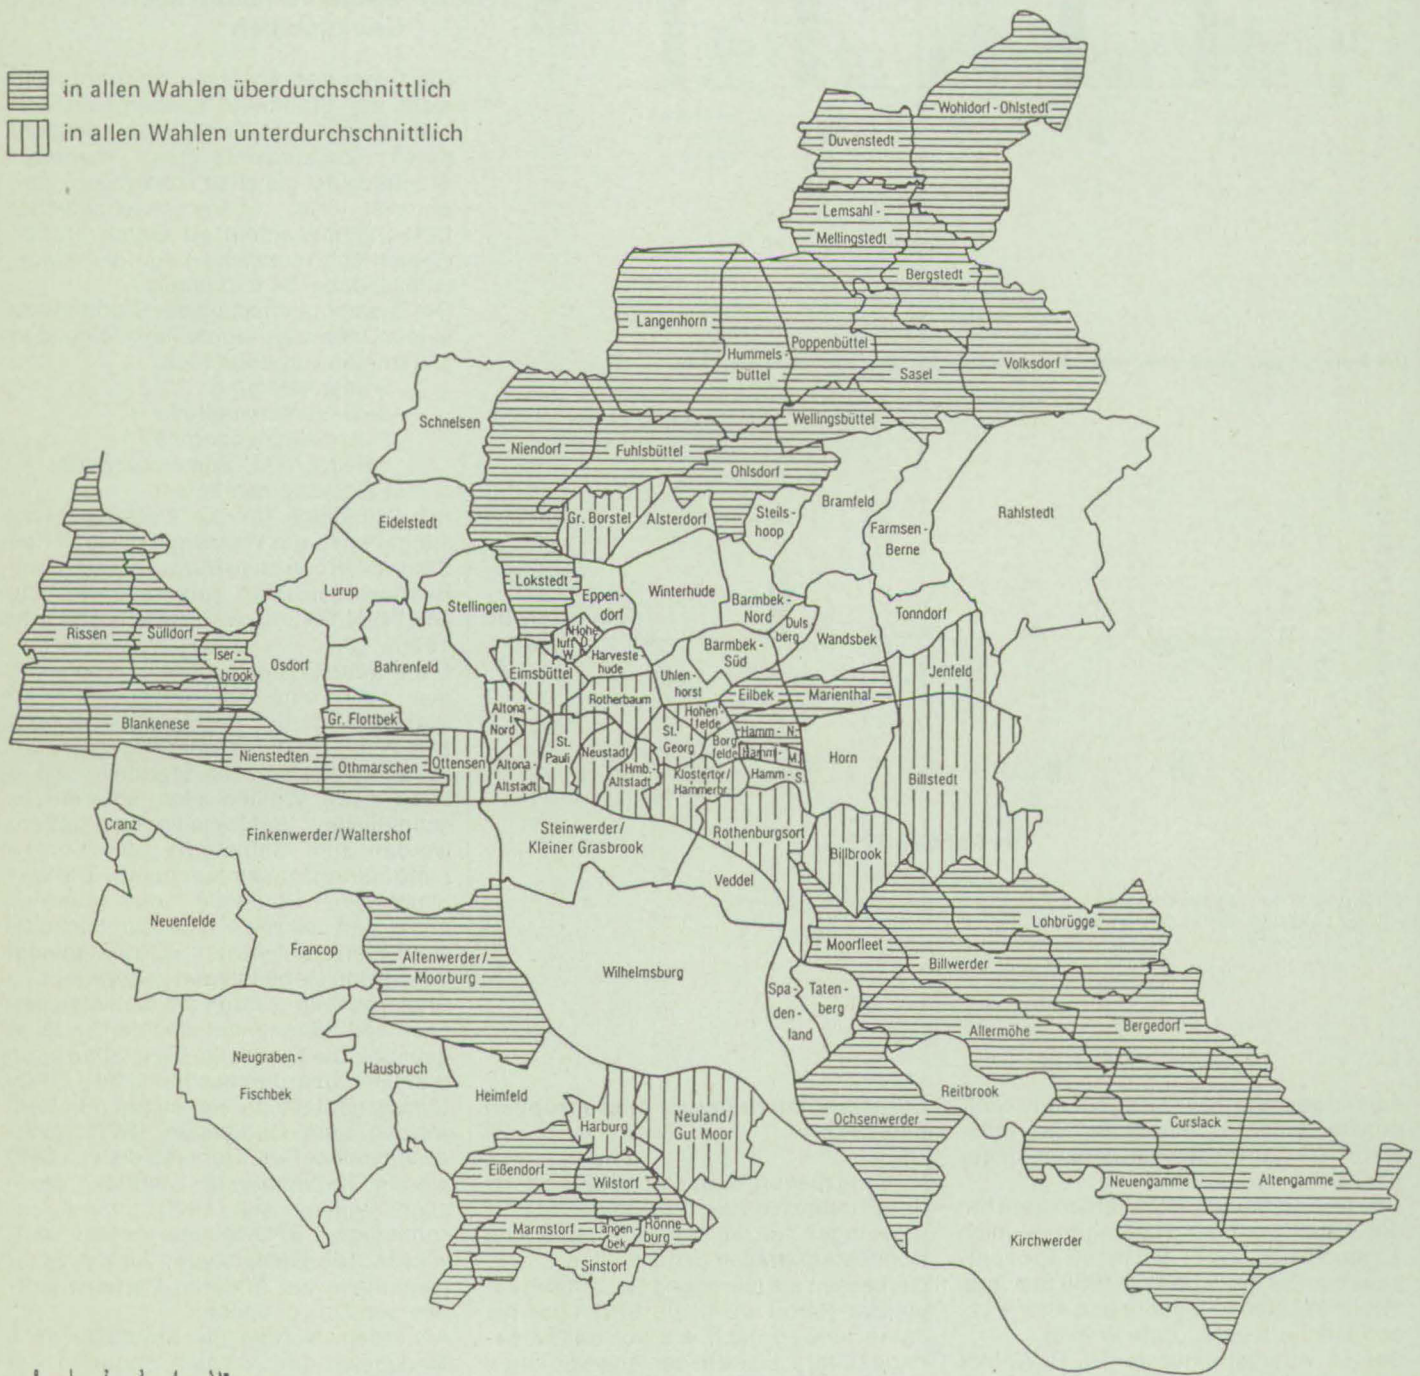 in allen Wahlen überdurchschnittlich
in allen Wahlen unterdurchschnittlich
Wohldorf - Ohlstedt
Duvenstedt
Lemsahl -
Mellingstedt
Bergstedt
Langenhorn
Hummels-
büttel
Poppenbüttel
Sasel
Volksdorf
Wellingsbüttel
Schnelsen
Niendorf
Fuhlsbüttel
Ohlsdorf
Bramfeld
Farmsen-
Berne
Rahlstedt
Eidelstedt
Gr. Borstel
Alsterdorf
Steils-
hoop
Lurup
Stellingen
Lokstedt
Eppen-
dorf
Winterhude
Barmbek-
Nord
Duls
berg
Wandsbek
Tonndorf
Rissen
Sülldorf
Iser-
brook
Osdorf
Bahrenfeld
Hohe
luft
O.
W.
Eimsbüttel
Harveste-
hude
Barmbek-
Süd
Uhlen-
horst
Eilbek
Marienthal
Jenfeld
Blankenese
Gr. Flottbek
Altona-
Nord
Rotherbaum
Hohen-
felde
Hamm - N.
Nienstedten
Othmarschen
Ottensen
Altona-
Altstadt
St.
Pauli
Neustadt
Hmb.-
Altstadt
St.
Georg
Borg
felde
Hamm- M.
Hamm - S.
Klostertor/
Hammerbr.
Horn
Billstedt
Cranz
Finkenwerder/Waltershof
Steinwerder/
Kleiner Grasbrook
Rothenburgsort
Billbrook
Veddel
Neuenfelde
Francop
Altenwerder/
Moorburg
Wilhelmsburg
Moorfleet
Billwerder
Lohbrügge
Spa-
den-
land
Taten-
berg
Allermöhe
Bergedorf
Neugraben-
Fischbek
Hausbruch
Heimfeld
Harburg
Neuland/
Gut Moor
Ochsenwerder
Reitbrook
Curslack
Eißendorf
Wilstorf
Neuengamme
Altengamme
Marmstorf
Langen
bek
Rönne
burg
Sinstorf
Kirchwerder